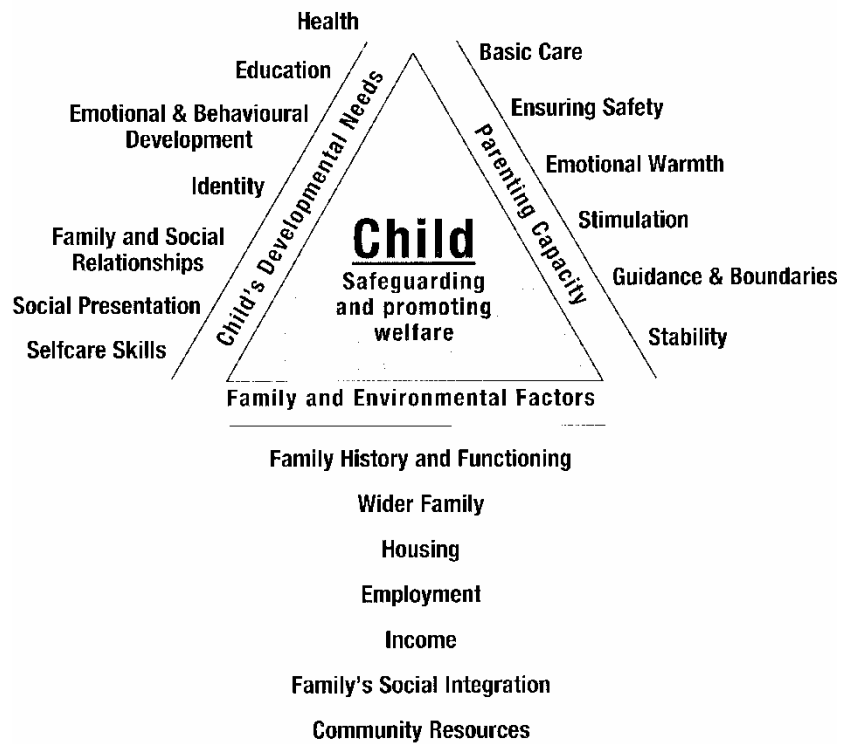 Health
Education
Emotional & Behavioural
Development
Identity
Family and Social
Relationships
Social Presentation
Selfcare Skills
Child's Developmental Needs
Child
Safeguarding
and promoting
welfare
Parenting Capacity
Basic Care
Ensuring Safety
Emotional Warmth
Stimulation
Guidance & Boundaries
Stability
Family and Environmental Factors
Family History and Functioning
Wider Family
Housing
Employment
Income
Family's Social Integration
Community Resources